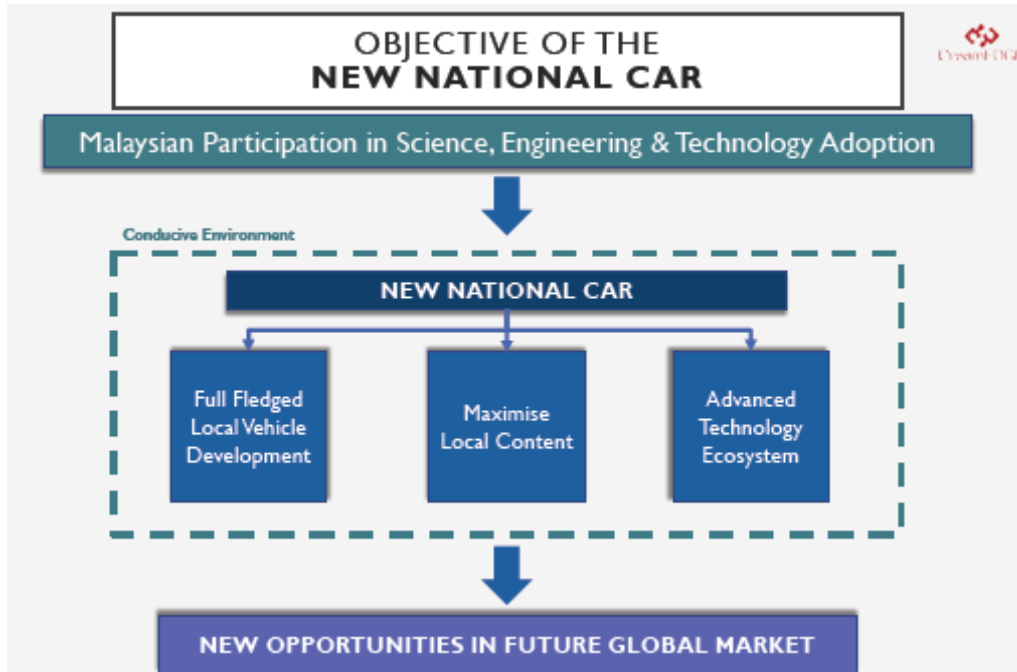 OBJECTIVE OF THE
NEW NATIONAL CAR
Malaysian Participation in Science, Engineering & Technology Adoption
Conducive Environment
NEW NATIONAL CAR
Full Fledged
Local Vehicle
Development
Maximise
Local Content
Advanced
Technology
Ecosystem
NEW OPPORTUNITIES IN FUTURE GLOBAL MARKET